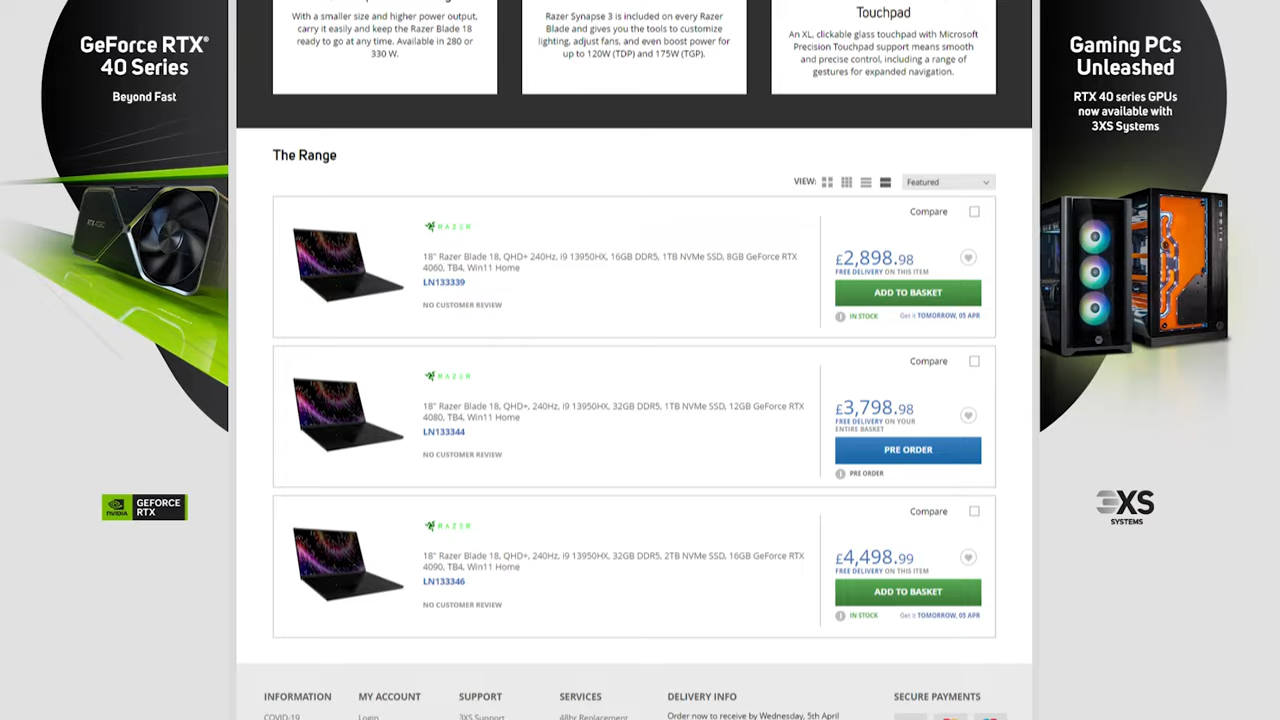 GeForce RTX®
40 Series
Beyond Fast
RTX 4090
NVIDIA
GEFORCE
RTX
With a smaller size and higher power output,
carry it easily and keep the Razer Blade 18
ready to go at any time. Available in 280 or
330 W.
Razer Synapse 3 is included on every Razer
Blade and gives you the tools to customize
lighting, adjust fans, and even boost power for
up to 120W (TDP) and 175W (TGP).
Touchpad
An XL, clickable glass touchpad with Microsoft
Precision Touchpad support means smooth
and precise control, including a range of
gestures for expanded navigation.
Gaming PCs
Unleashed
RTX 40 series GPUs
now available with
3XS Systems
3XS
SYSTEMS
The Range
VIEW:
Featured
Compare
RAZER
18" Razer Blade 18, QHD+ 240Hz, i9 13950HX, 16GB DDR5, 1TB NVMe SSD, 8GB GeForce RTX
4060, TB4, Win11 Home
LN133339
NO CUSTOMER REVIEW
£2,898.98
FREE DELIVERY ON THIS ITEM
ADD TO BASKET
IN STOCK Get it TOMORROW, 05 APR
Compare
RAZER
18" Razer Blade 18, QHD+, 240Hz, i9 13950HX, 32GB DDR5, 1TB NVMe SSD, 12GB GeForce RTX
4080, TB4, Win11 Home
LN133344
NO CUSTOMER REVIEW
£3,798.98
FREE DELIVERY ON YOUR
ENTIRE BASKET
PRE ORDER
PRE ORDER
Compare
RAZER
18" Razer Blade 18, QHD+, 240Hz, i9 13950HX, 32GB DDR5, 2TB NVMe SSD, 16GB GeForce RTX
4090, TB4, Win11 Home
LN133346
NO CUSTOMER REVIEW
£4,498.99
FREE DELIVERY ON THIS ITEM
ADD TO BASKET
IN STOCK Get it TOMORROW, 05 APR
INFORMATION
COVID-19
MY ACCOUNT
Login
SUPPORT
3XS Support
SERVICES
48hr Replacement
DELIVERY INFO
Order now to receive by Wednesday, 5th April
SECURE PAYMENTS